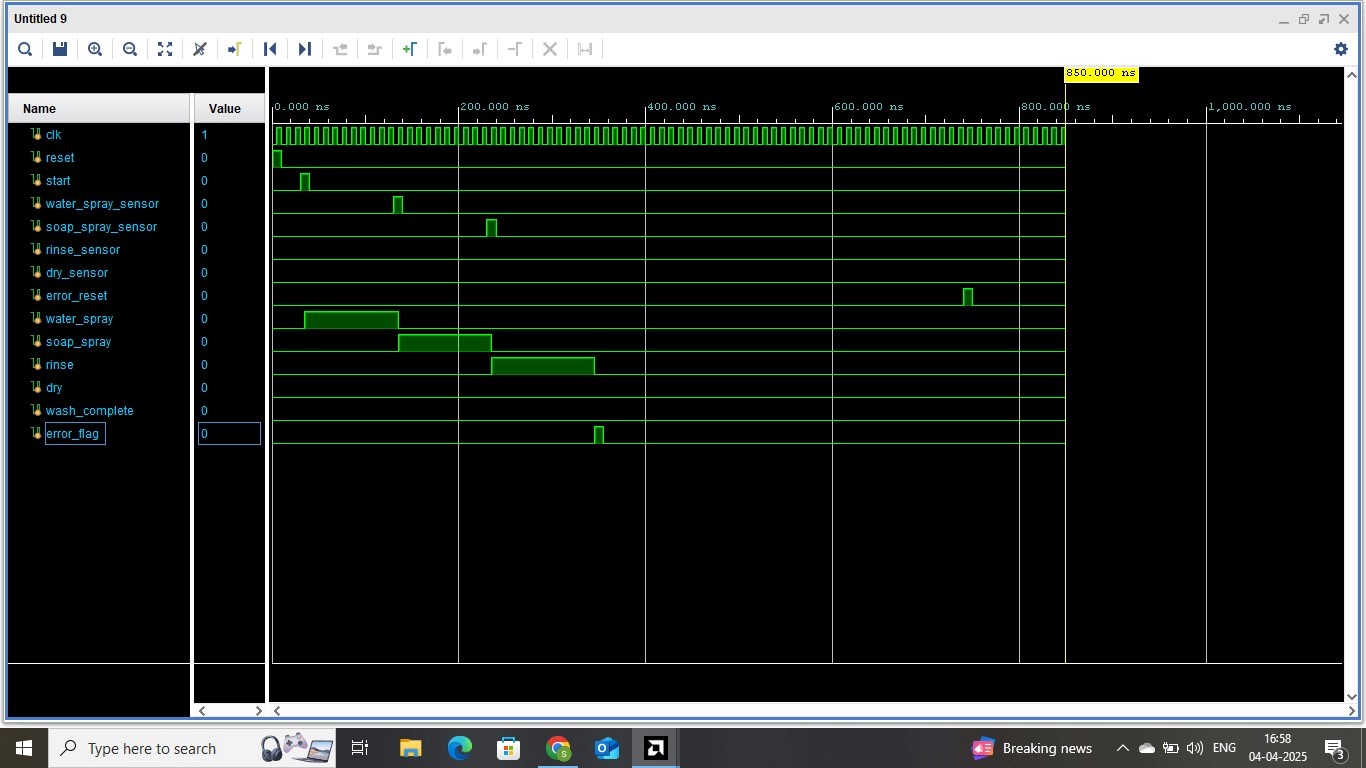 Untitled 9
850.000 ns
Name Value
0.000 ns 200.000 ns 400.000 ns 600.000 ns 800.000 ns 1,000.000 ns
clk 1
reset 0
start 0
water_spray_sensor 0
soap_spray_sensor 0
rinse_sensor 0
dry_sensor 0
error_reset 0
water_spray 0
soap_spray 0
rinse 0
dry 0
wash_complete 0
error_flag 0
Type here to search
Breaking news
ENG
16:58
04-04-2025
3